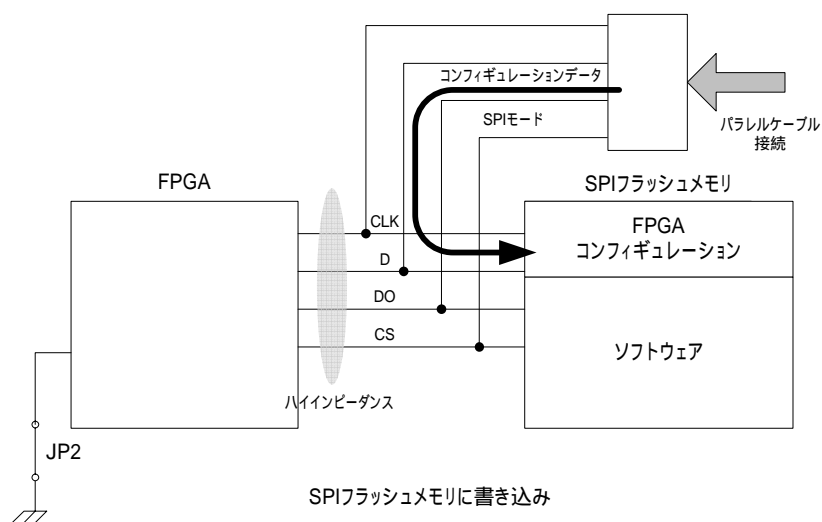 コンフィギュレーションデータ
SPIモード
パラレルケーブル
接続
FPGA
SPIフラッシュメモリ
CLK
D
DO
CS
FPGA
コンフィギュレーション
ソフトウェア
ハイインピーダンス
JP2
SPIフラッシュメモリに書き込み